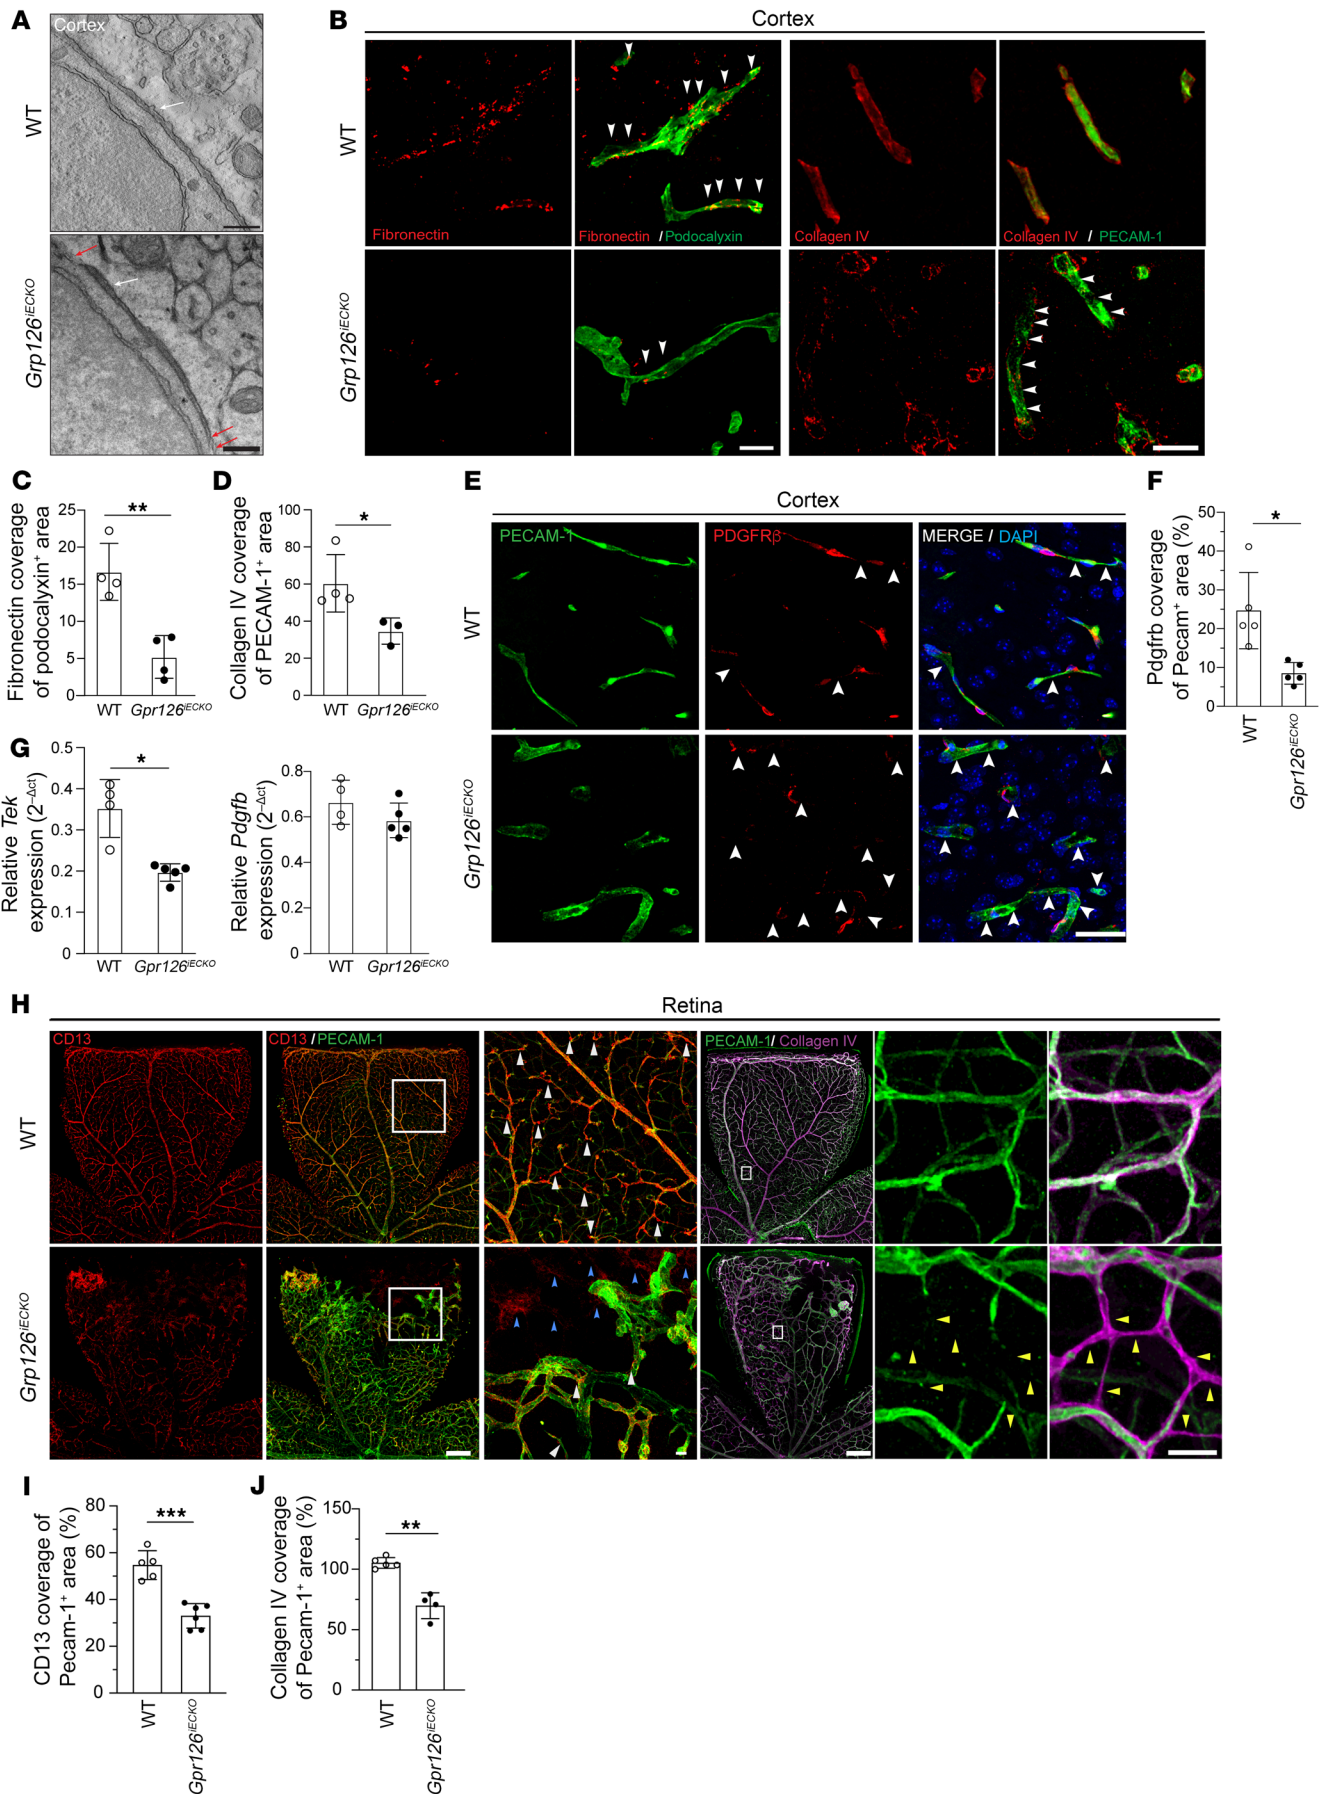 A
Cortex
WT
Grp126iECKO
B
Cortex
WT
Fibronectin
Fibronectin / Podocalyxin
Collagen IV
Collagen IV / PECAM-1
Grp126iECKO
C
Fibronectin coverage
of podocalyxin+ area
25
20
15
10
5
0
**
WT
Gpr126iECKO
D
Collagen IV coverage
of PECAM-1+ area
100
80
60
40
20
0
*
WT
Gpr126iECKO
E
Cortex
PECAM-1
PDGFRβ
MERGE / DAPI
WT
Grp126iECKO
F
Pdgfrb coverage
of Pecam+ area (%)
50
40
30
20
10
0
*
WT
Gpr126iECKO
G
Relative Tek
expression (2−Δct)
0.5
0.4
0.3
0.2
0.1
0
*
WT
Gpr126iECKO
Relative Pdgfb
expression (2−Δct)
0.8
0.6
0.4
0.2
0
WT
Gpr126iECKO
H
Retina
CD13
CD13 / PECAM-1
PECAM-1/ Collagen IV
WT
Grp126iECKO
I
CD13 coverage of
Pecam-1+ area (%)
80
60
40
20
0
***
WT
Gpr126iECKO
J
Collagen IV coverage
of Pecam-1+ area (%)
150
100
50
0
**
WT
Gpr126iECKO